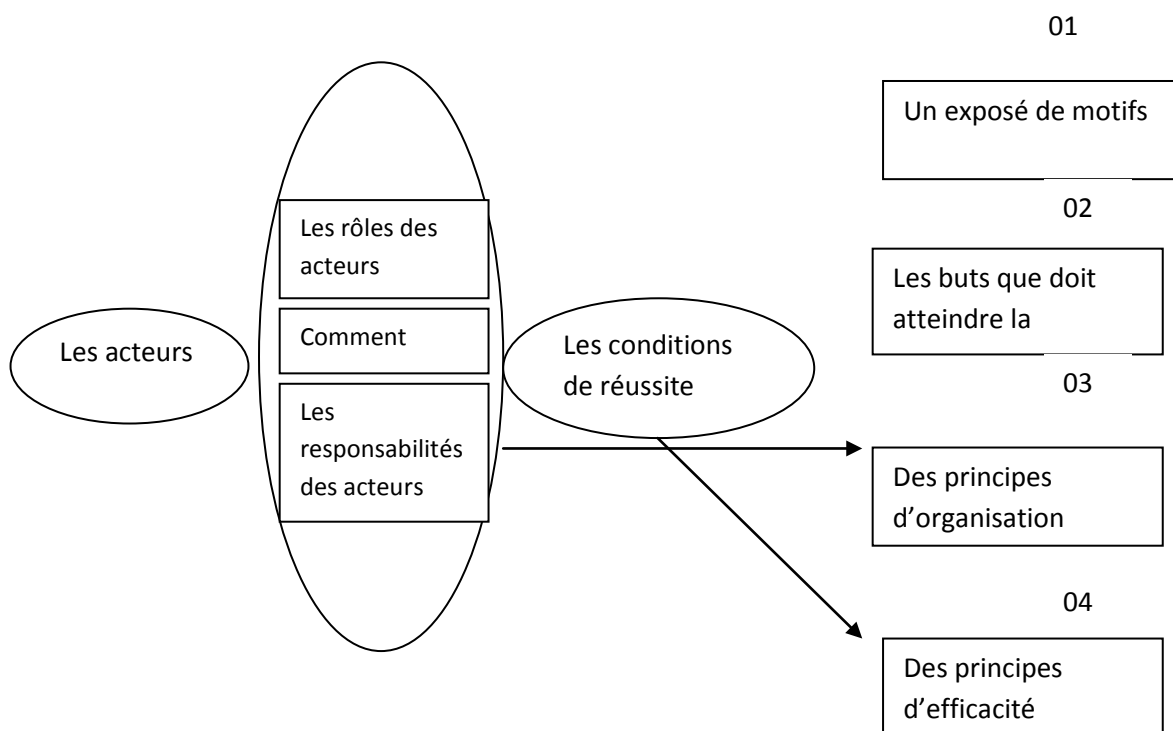 Les acteurs
Les rôles des
acteurs
Comment
Les
responsabilités
des acteurs
Les conditions
de réussite
01
Un exposé de motifs
02
Les buts que doit
atteindre la
03
Des principes
d’organisation
04
Des principes
d’efficacité